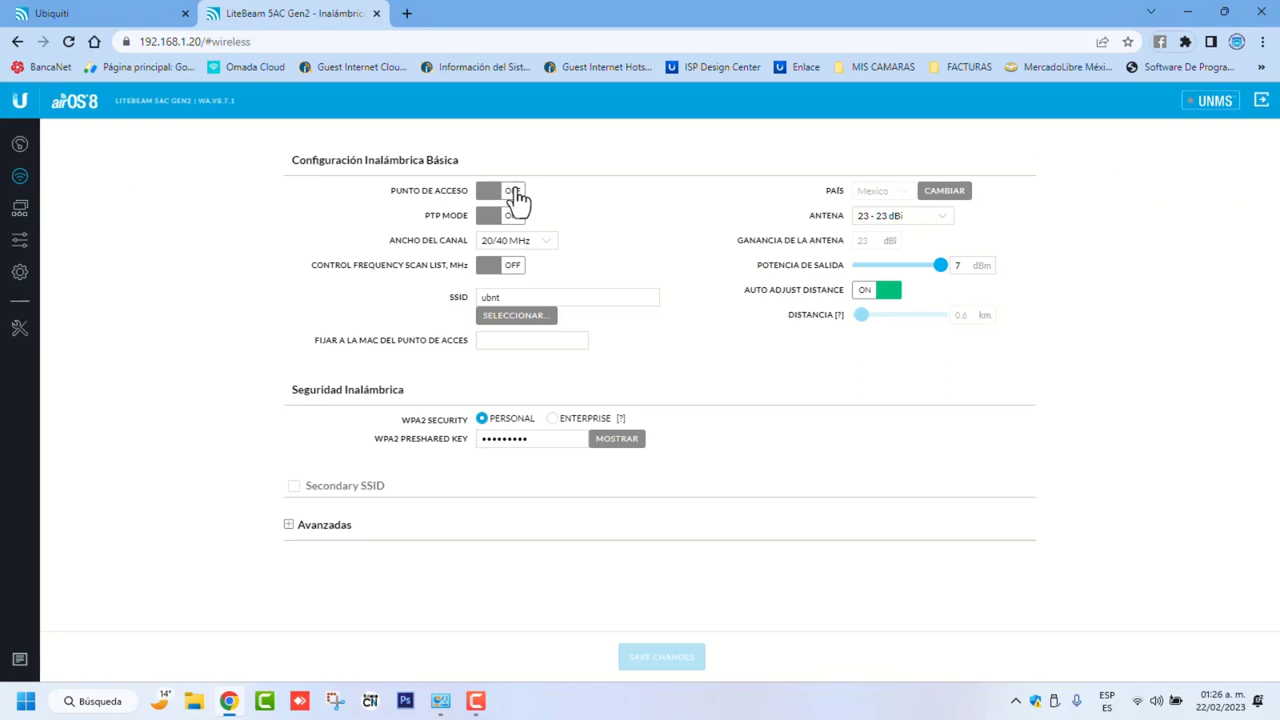 Ubiquiti
LiteBeam 5AC Gen2 - Inalámbric
192.168.1.20/#wireless
BancaNet
Página principal: Go...
Omada Cloud
Guest Internet Clou...
Información del Sist...
Guest Internet Hots...
ISP Design Center
Enlace
MIS CAMARAS
FACTURAS
MercadoLibre Méxi...
Software De Progra...
»
airOS 8
LITEBEAM 5AC GEN2 | WA.V8.7.1
UNMS
Configuración Inalámbrica Básica
PUNTO DE ACCESO
PTP MODE
ANCHO DEL CANAL 20/40 MHz
CONTROL FREQUENCY SCAN LIST, MHz OFF
SSID ubnt
SELECCIONAR...
FIJAR A LA MAC DEL PUNTO DE ACCES
PAÍS Mexico CAMBIAR
ANTENA 23 - 23 dBi
GANANCIA DE LA ANTENA 23 dBi
POTENCIA DE SALIDA 7 dBm
AUTO ADJUST DISTANCE ON
DISTANCIA [?] 0.6 km.
Seguridad Inalámbrica
WPA2 SECURITY PERSONAL ENTERPRISE [?]
WPA2 PRESHARED KEY ••••••••• MOSTRAR
Secondary SSID
Avanzadas
SAVE CHANGES
14°
Búsqueda
ESP
ES
01:26 a. m.
22/02/2023